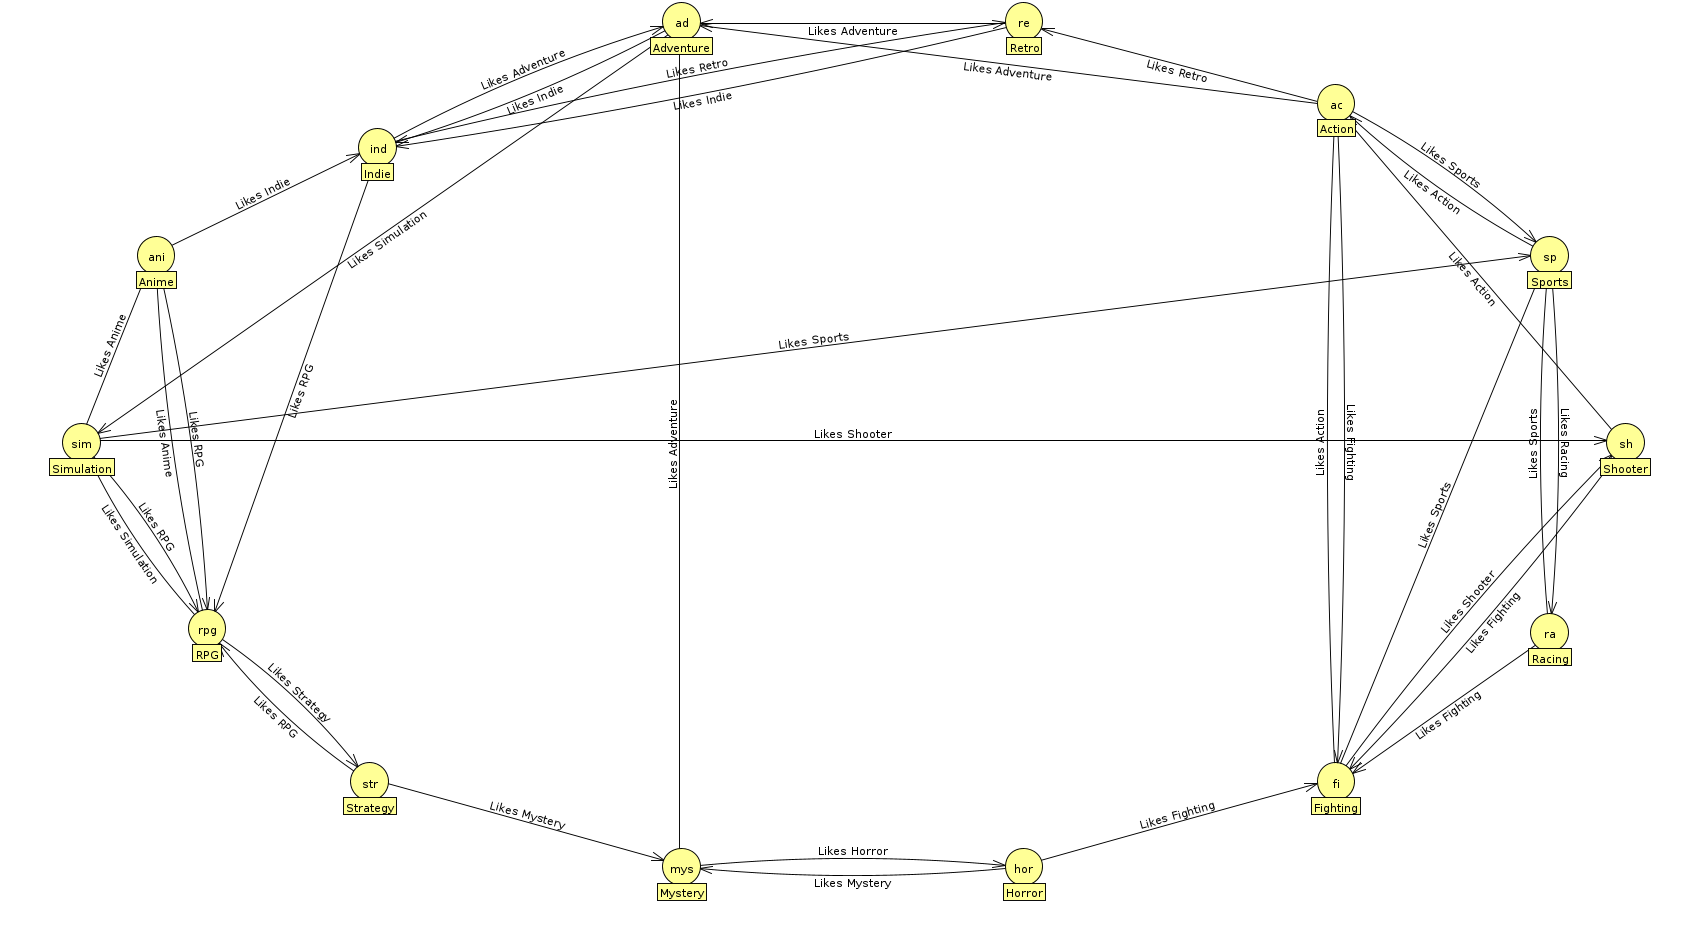 ad
Adventure
re
Retro
Likes Adventure
Likes Adventure
Likes Retro
Likes Adventure
Likes Retro
Likes Indie
Likes Indie
ac
Action
ind
Indie
Likes Sports
Likes Action
Likes Indie
ani
Anime
Likes Simulation
sp
Sports
Likes Action
Likes Anime
Likes Sports
Likes RPG
Likes Anime
Likes RPG
Likes Adventure
Likes Shooter
Likes Action
Likes Fighting
Likes Sports
Likes Racing
sim
Simulation
sh
Shooter
Likes Sports
Likes RPG
Likes Simulation
Likes Shooter
Likes Fighting
rpg
RPG
ra
Racing
Likes Strategy
Likes RPG
Likes Fighting
str
Strategy
fi
Fighting
Likes Mystery
Likes Fighting
Likes Horror
mys
Mystery
hor
Horror
Likes Mystery